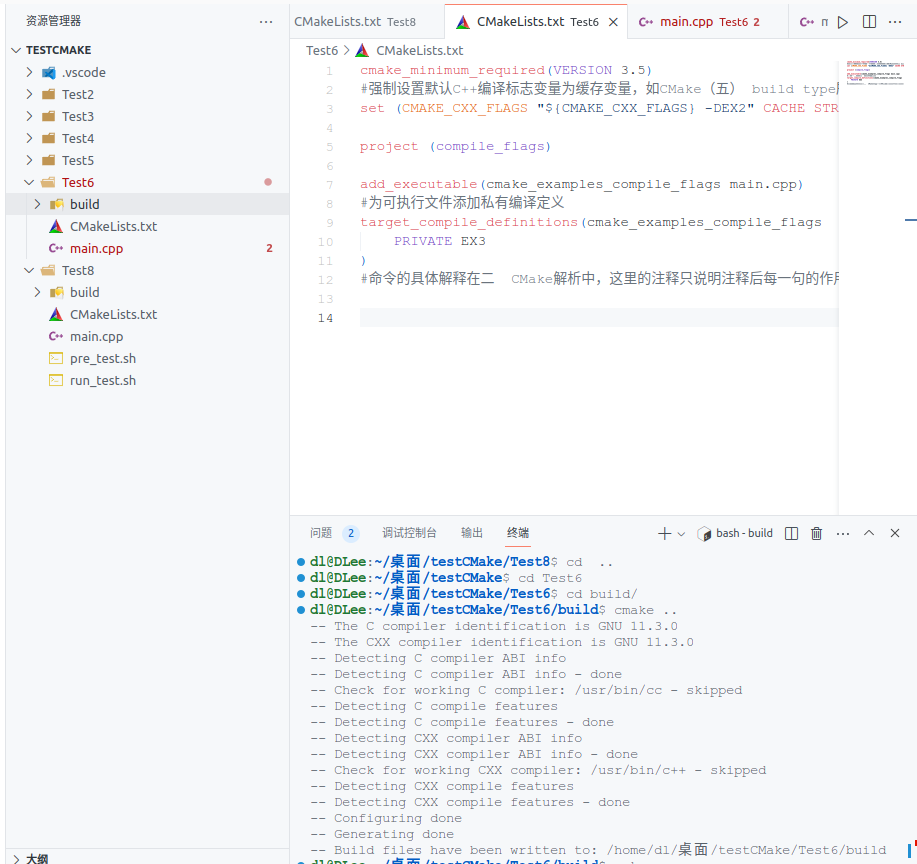 资源管理器
TESTCMAKE
.vscode
Test2
Test3
Test4
Test5
Test6
build
CMakeLists.txt
main.cpp 2
Test8
build
CMakeLists.txt
main.cpp
pre_test.sh
run_test.sh
大纲
CMakeLists.txt Test8
CMakeLists.txt Test6
main.cpp Test6 2
Test6 > CMakeLists.txt
1 cmake_minimum_required(VERSION 3.5)
2 #强制设置默认C++编译标志变量为缓存变量，如CMake（五） build type
3 set (CMAKE_CXX_FLAGS "${CMAKE_CXX_FLAGS} -DEX2" CACHE STR
4
5 project (compile_flags)
6
7 add_executable(cmake_examples_compile_flags main.cpp)
8 #为可执行文件添加私有编译定义
9 target_compile_definitions(cmake_examples_compile_flags
10 PRIVATE EX3
11 )
12 #命令的具体解释在二 CMake解析中，这里的注释只说明注释后每一句的作用
13
14
问题 2 调试控制台 输出 终端
bash - build
dl@DLee:~/桌面/testCMake/Test8$ cd ..
dl@DLee:~/桌面/testCMake$ cd Test6
dl@DLee:~/桌面/testCMake/Test6$ cd build/
dl@DLee:~/桌面/testCMake/Test6/build$ cmake ..
-- The C compiler identification is GNU 11.3.0
-- The CXX compiler identification is GNU 11.3.0
-- Detecting C compiler ABI info
-- Detecting C compiler ABI info - done
-- Check for working C compiler: /usr/bin/cc - skipped
-- Detecting C compile features
-- Detecting C compile features - done
-- Detecting CXX compiler ABI info
-- Detecting CXX compiler ABI info - done
-- Check for working CXX compiler: /usr/bin/c++ - skipped
-- Detecting CXX compile features
-- Detecting CXX compile features - done
-- Configuring done
-- Generating done
-- Build files have been written to: /home/dl/桌面/testCMake/Test6/build